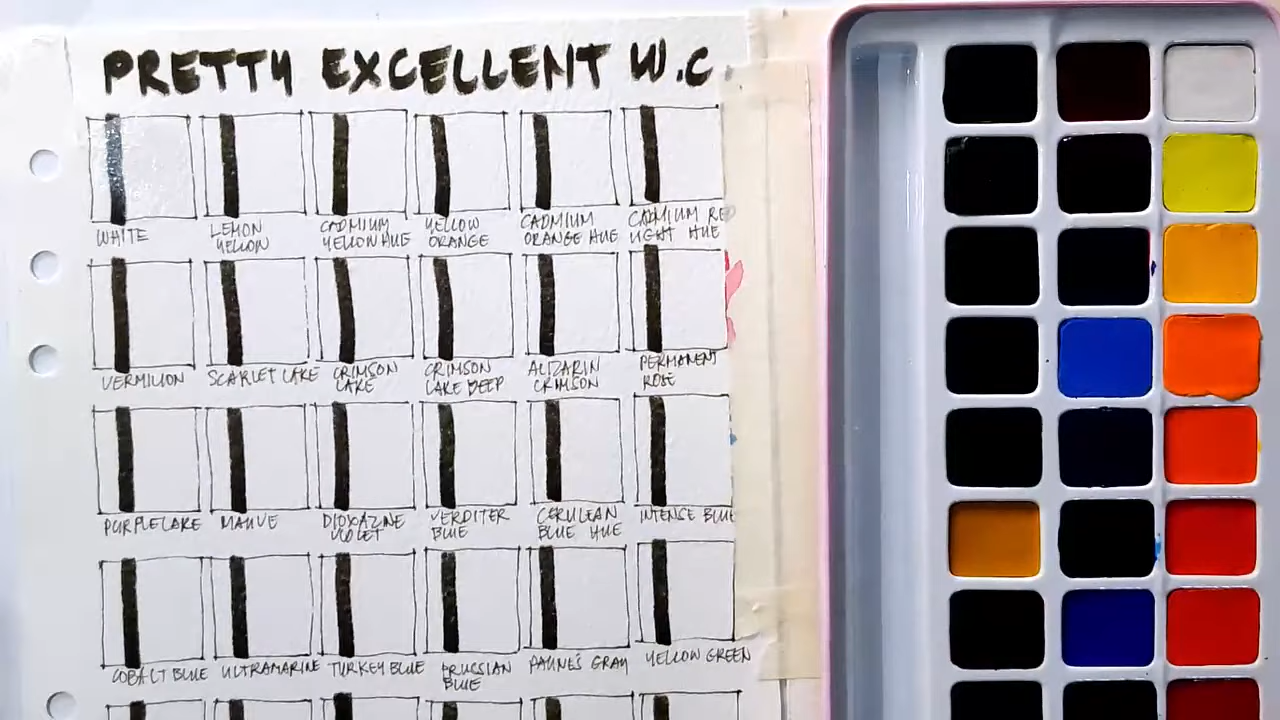 PRETTY EXCELLENT W.C.
WHITE
LEMON
YELLOW
CADMIUM
YELLOW HUE
YELLOW
ORANGE
CADMIUM
ORANGE HUE
CADMIUM RED
LIGHT HUE
VERMILION
SCARLET LAKE
CRIMSON
LAKE
CRIMSON
LAKE DEEP
ALIZARIN
CRIMSON
PERMANENT
ROSE
PURPLE LAKE
MAUVE
DIOXAZINE
VIOLET
VERDITER
BLUE
CERULEAN
BLUE HUE
INTENSE BLUE
COBALT BLUE
ULTRAMARINE
TURKEY BLUE
PRUSSIAN
BLUE
PAYNE'S GRAY
YELLOW GREEN